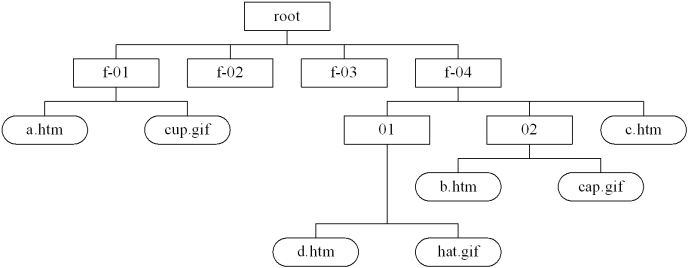 root
f-01
f-02
f-03
f-04
a.htm
cup.gif
01
02
c.htm
b.htm
cap.gif
d.htm
hat.gif